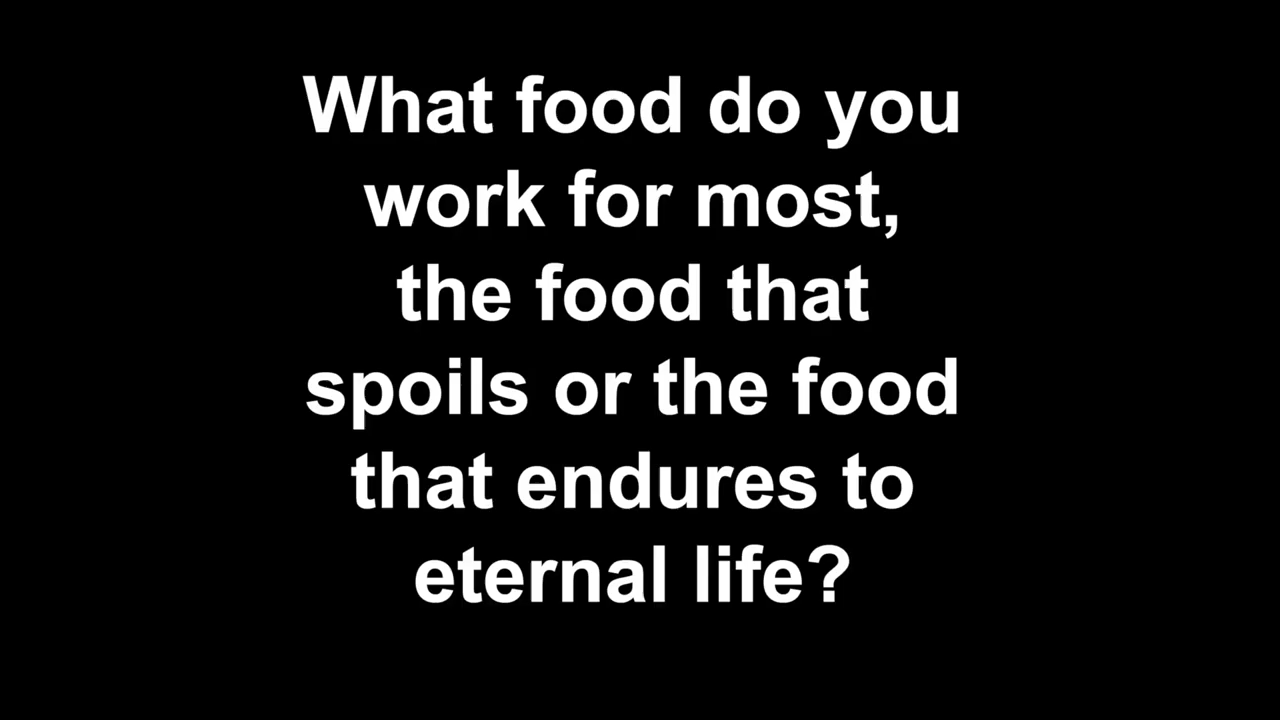 What food do you
work for most,
the food that
spoils or the food
that endures to
eternal life?